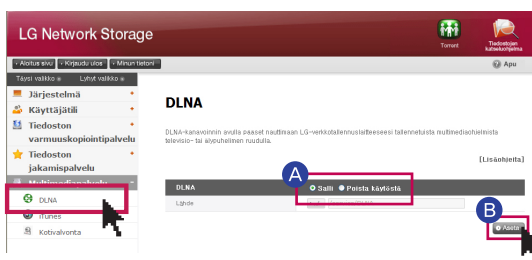 LG Network Storage
Torrent
Tiedostojen katseluohjelma
Aloitus sivu Kirjaudu ulos Minun tietoni
Apu
Täysi valikko Lyhyt valikko
Järjestelmä
Käyttäjätili
Tiedoston
varmuuskopiointipalvelu
Tiedoston
jakamispalvelu
Multimediapalvelu
DLNA
iTunes
Kotivalvonta
DLNA
DLNA-kanavoinnin avulla pääset nauttimaan LG-verkkotallennuslaitteeseesi tallennetuista multimediaohjelmista
televisio- tai älypuhelimen ruudulla.
[Lisäohjeita]
A
DLNA Salli Poista käytöstä
Lähde
B
Aseta